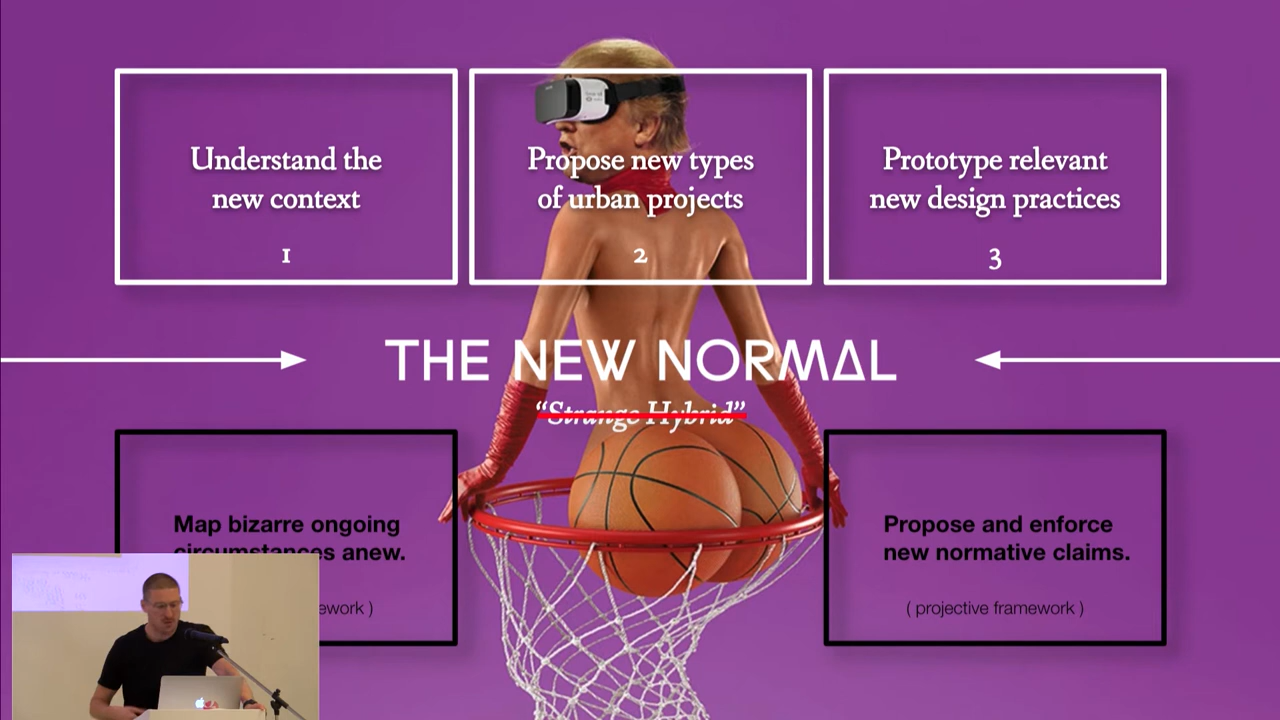 Understand the
new context
1
Propose new types
of urban projects
2
Prototype relevant
new design practices
3
THE NEW NORMAL
“Strange Hybrid”
Map bizarre ongoing
circumstances anew.
ework )
Propose and enforce
new normative claims.
( projective framework )